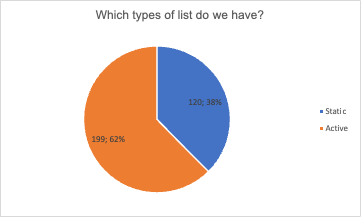 Which types of list do we have?
120; 38%
199; 62%
Static
Active